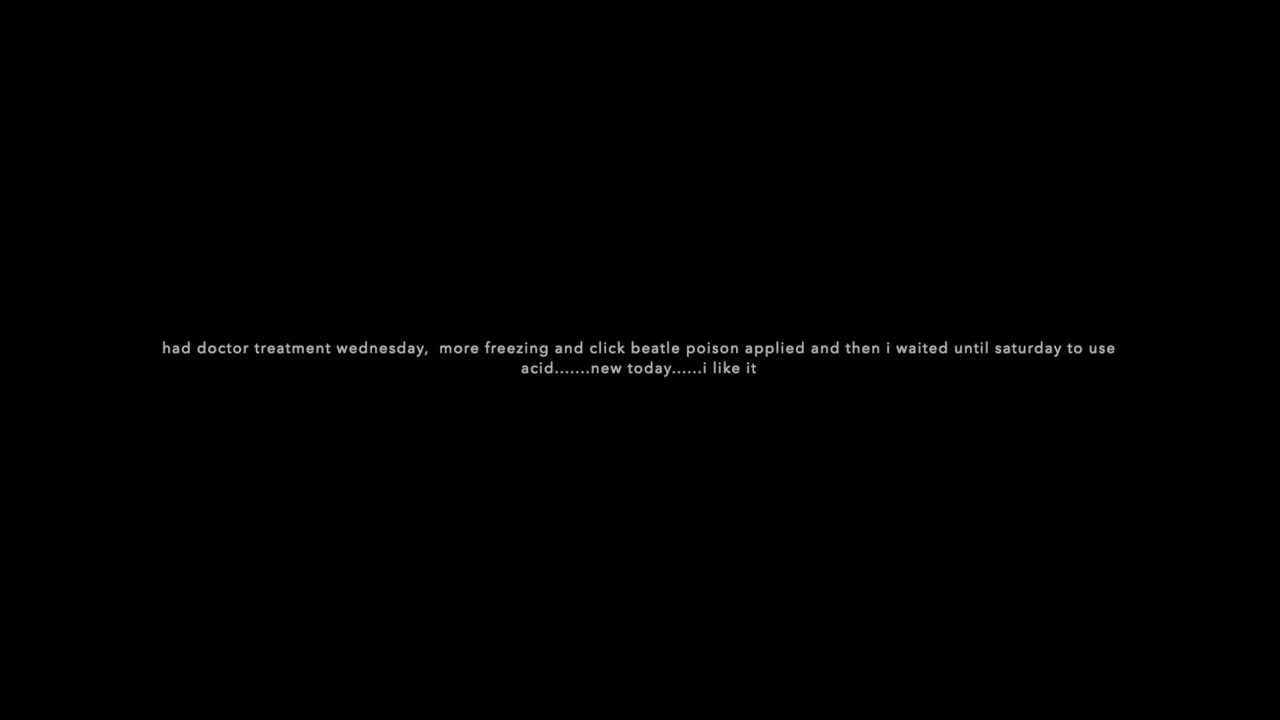 had doctor treatment wednesday,  more freezing and click beatle poison applied and then i waited until saturday to use
acid.......new today......i like it